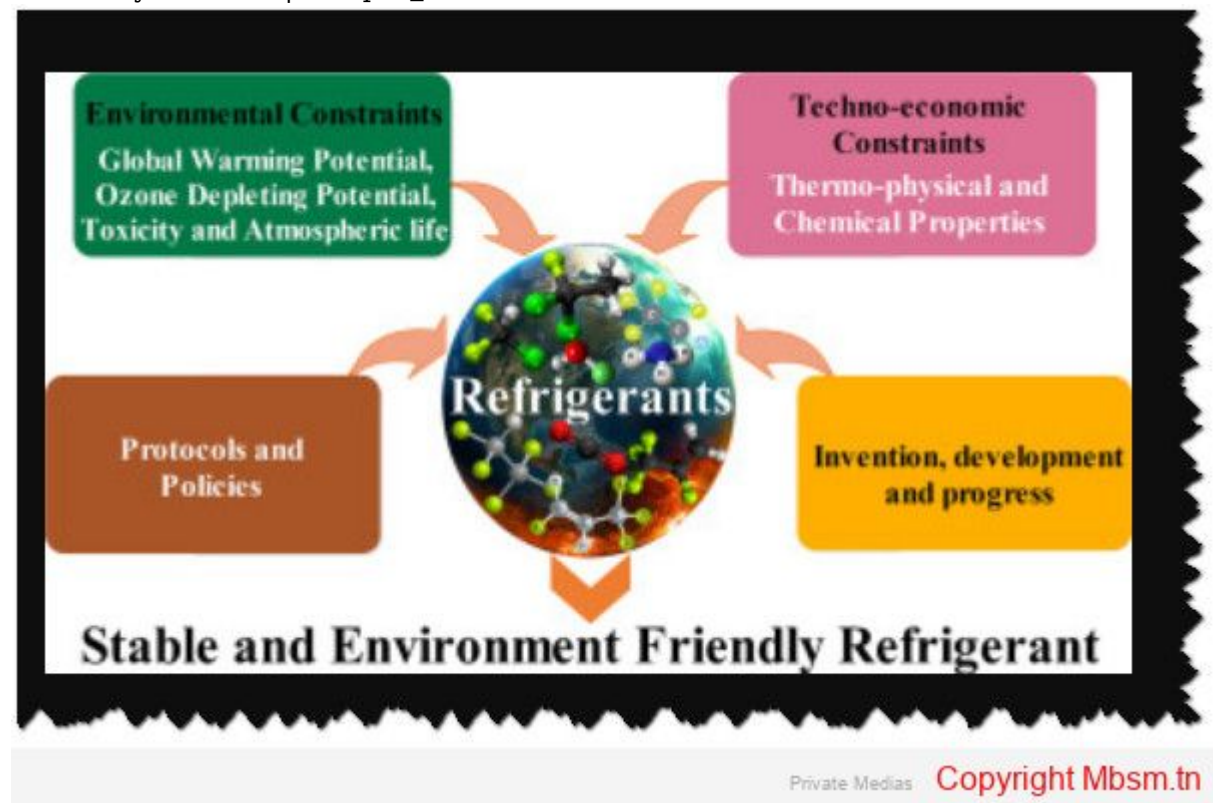 Environmental Constraints
Global Warming Potential,
Ozone Depleting Potential,
Toxicity and Atmospheric life
Techno-economic
Constraints
Thermo-physical and
Chemical Properties
Refrigerants
Protocols and
Policies
Invention, development
and progress
Stable and Environment Friendly Refrigerant
Private Medias Copyright Mbsm.tn